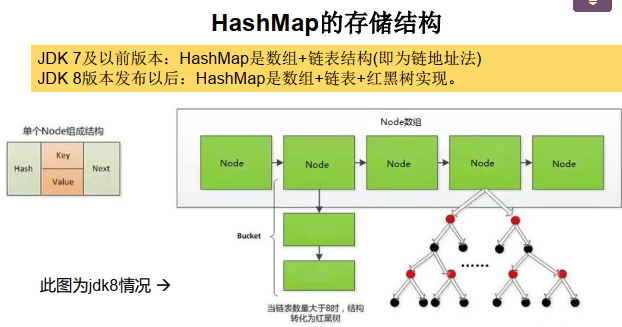 HashMap的存储结构
JDK 7及以前版本：HashMap是数组+链表结构(即为链地址法)
JDK 8版本发布以后：HashMap是数组+链表+红黑树实现。
单个Node组成结构
Hash
Key
Value
Next
Node数组
Node
Node
Node
Node
Node
Bucket
······
此图为jdk8情况 →
当链表数量大于8时，结构
转化为红黑树